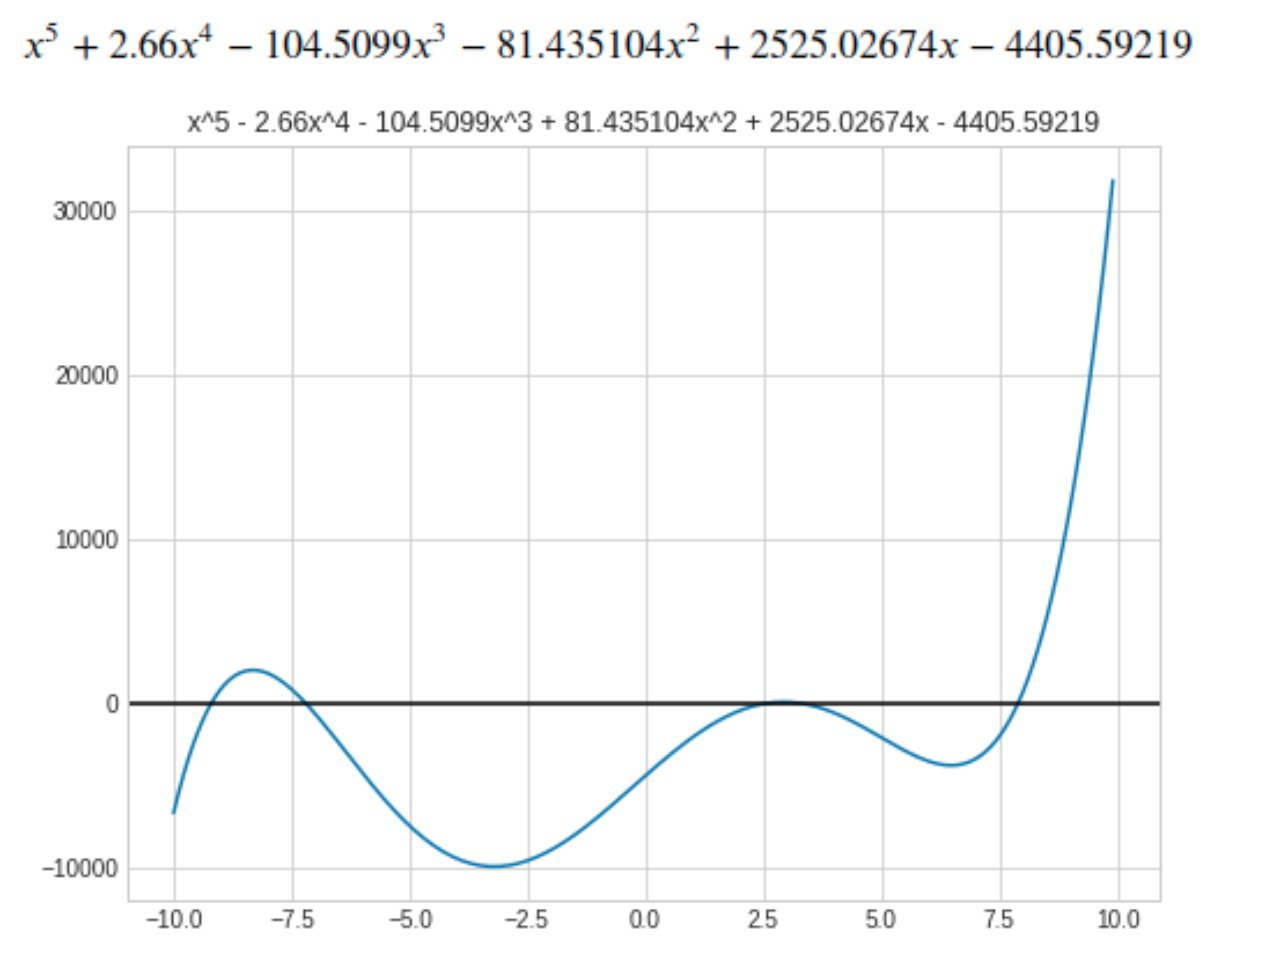 x⁵ + 2.66x⁴ − 104.5099x³ − 81.435104x² + 2525.02674x − 4405.59219
x^5 - 2.66x^4 - 104.5099x^3 + 81.435104x^2 + 2525.02674x - 4405.59219
30000
20000
10000
0
−10000
−10.0 −7.5 −5.0 −2.5 0.0 2.5 5.0 7.5 10.0